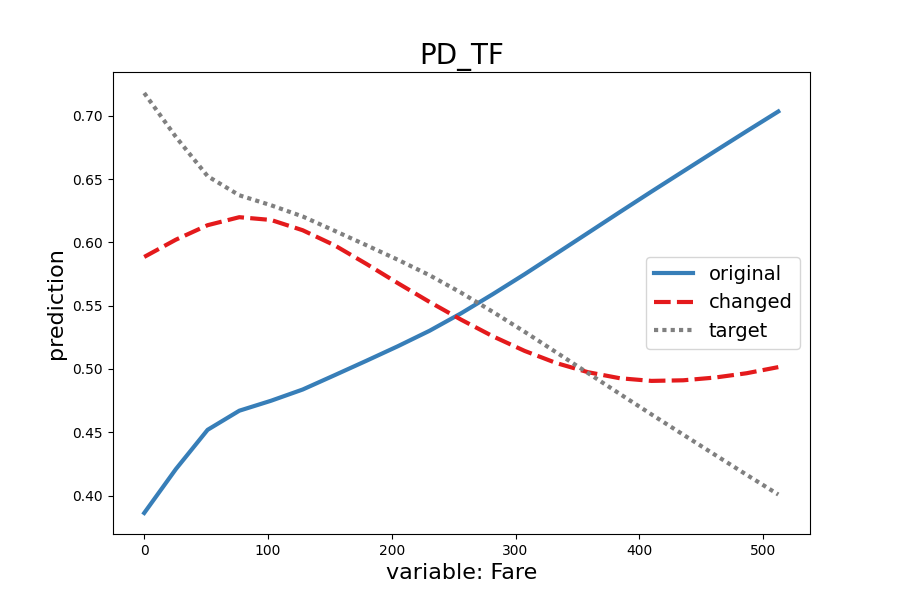 PD_TF
prediction
0.70
0.65
0.60
0.55
0.50
0.45
0.40
original
changed
target
0 100 200 300 400 500
variable: Fare